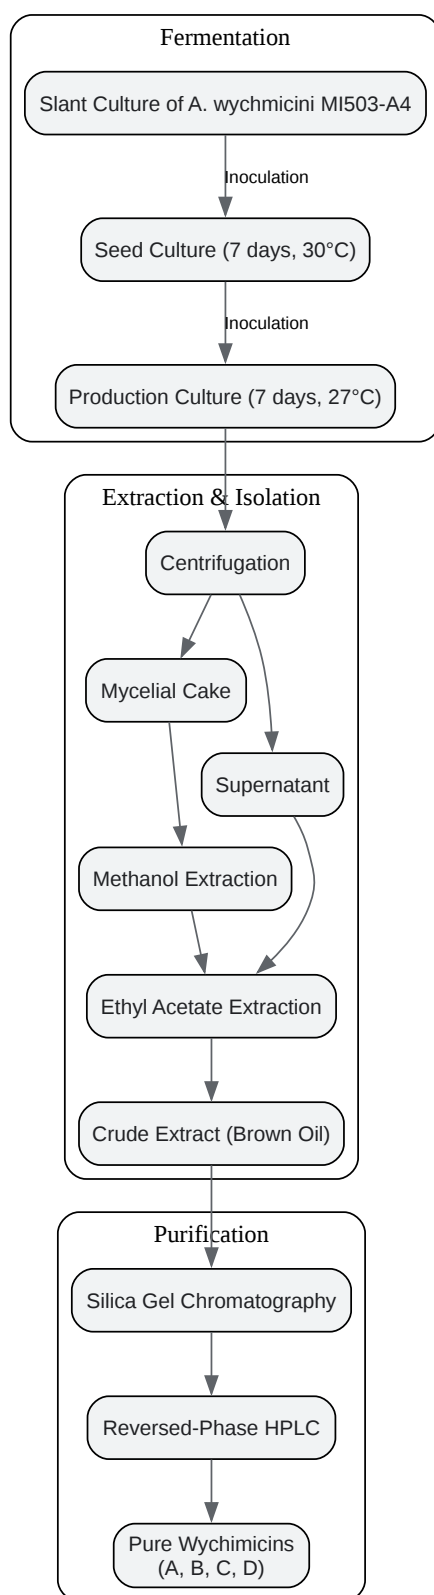 Fermentation
Slant Culture of A. wychmicini MI503-A4
Inoculation
Seed Culture (7 days, 30°C)
Inoculation
Production Culture (7 days, 27°C)
Extraction & Isolation
Centrifugation
Mycelial Cake
Supernatant
Methanol Extraction
Ethyl Acetate Extraction
Crude Extract (Brown Oil)
Purification
Silica Gel Chromatography
Reversed-Phase HPLC
Pure Wychimicins
(A, B, C, D)